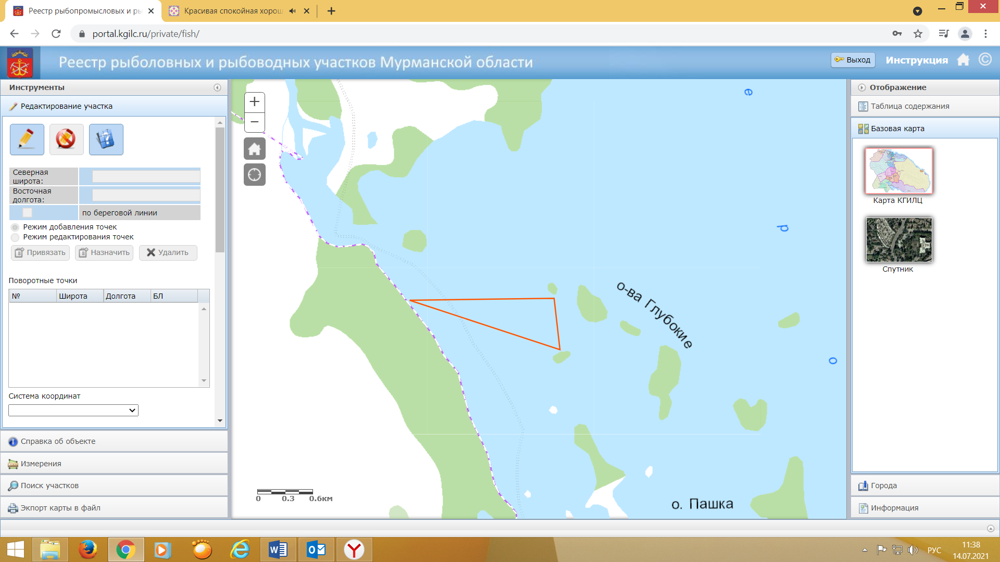 Реестр рыбопромысловых и ры
Красивая спокойная хорош
portal.kgilc.ru/private/fish/
Реестр рыболовных и рыбоводных участков Мурманской области
Выход
Инструкция
Инструменты
Редактирование участка
Северная
широта:
Восточная
долгота:
по береговой линии
Режим добавления точек
Режим редактирования точек
Привязать
Назначить
Удалить
Поворотные точки
№ Широта Долгота БЛ
Система координат
Справка об объекте
Измерения
Поиск участков
Экспорт карты в файл
+
−
е
р
о
о-ва Глубокие
о. Пашка
0 0.3 0.6км
Отображение
Таблица содержания
Базовая карта
Карта КГИЛЦ
Спутник
Города
Информация
РУС
11:38
14.07.2021